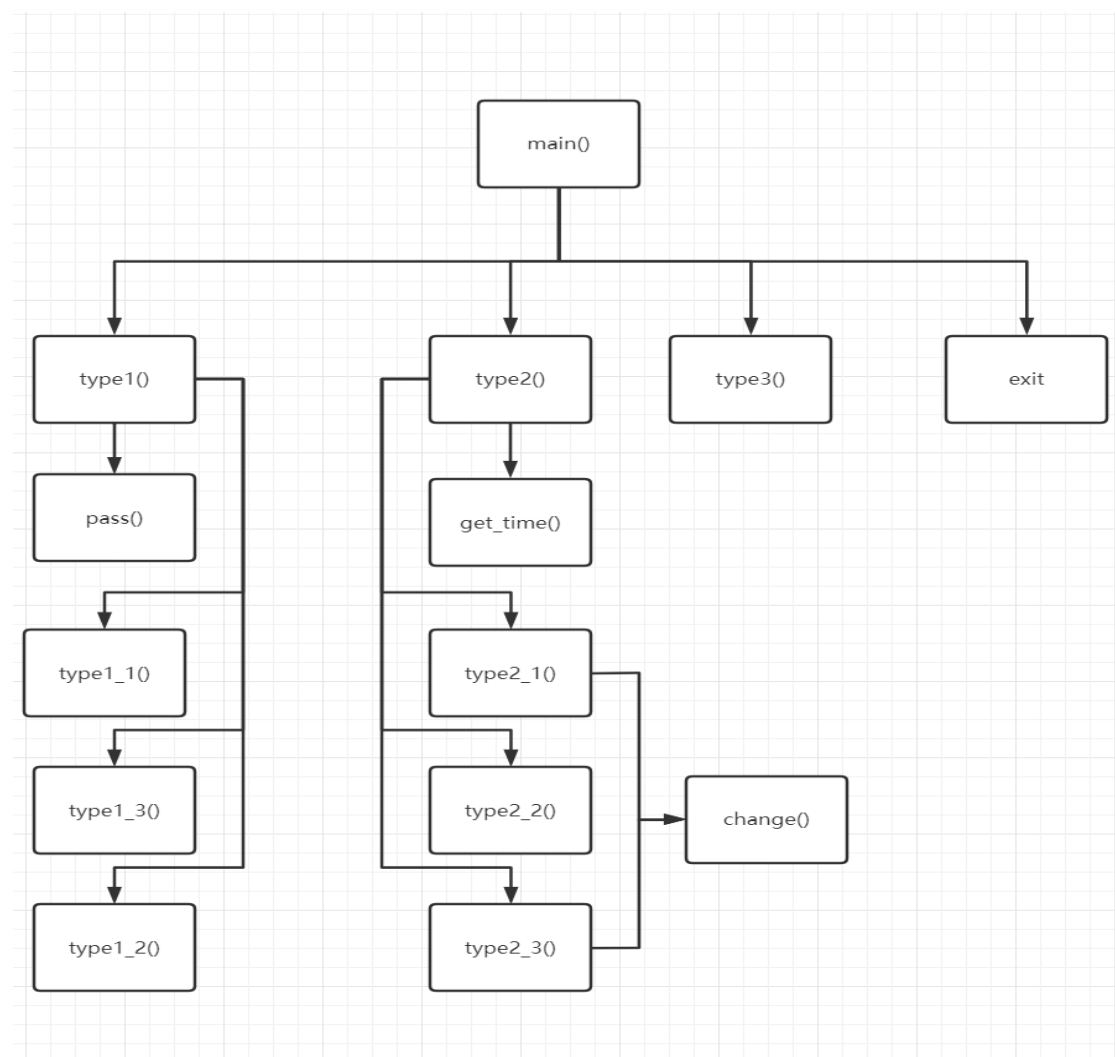 main()
type1()
type2()
type3()
exit
pass()
get_time()
type1_1()
type2_1()
type1_3()
type2_2()
change()
type1_2()
type2_3()